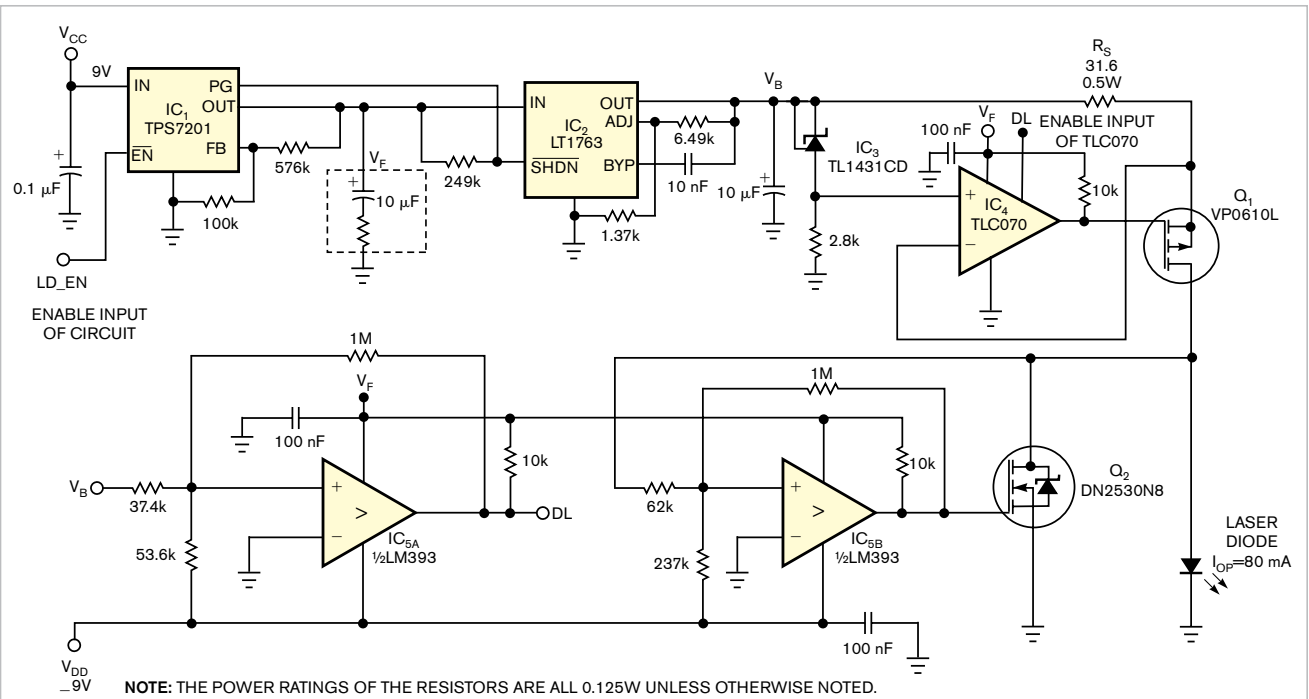 VCC
9V
IN
PG
OUT
IC1
TPS7201
EN
FB
0.1 µF
+
100k
576k
VF
+
10 µF
249k
IN
OUT
ADJ
IC2
LT1763
BYP
SHDN
6.49k
10 nF
1.37k
VB
+
10 µF
IC3
TL1431CD
2.8k
RS
31.6
0.5W
VF
DL
ENABLE INPUT
OF TLC070
100 nF
+
IC4
TLC070
−
10k
Q1
VP0610L
LD_EN
ENABLE INPUT
OF CIRCUIT
1M
VF
100 nF
VB
37.4k
53.6k
+
>
−
IC5A
½LM393
10k
DL
1M
62k
237k
+
>
−
IC5B
½LM393
10k
Q2
DN2530N8
LASER
DIODE
IOP=80 mA
100 nF
VDD
−9V
NOTE: THE POWER RATINGS OF THE RESISTORS ARE ALL 0.125W UNLESS OTHERWISE NOTED.